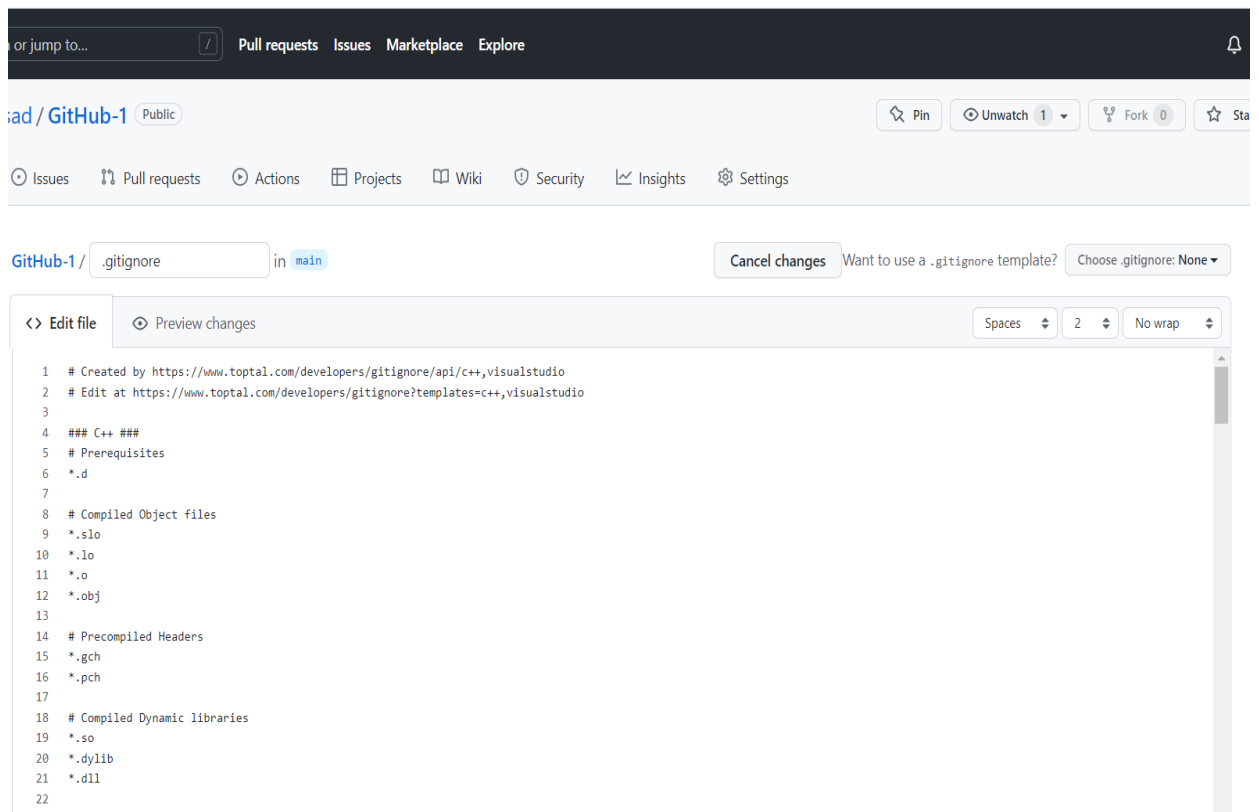 or jump to... / Pull requests Issues Marketplace Explore
sad / GitHub-1 Public Pin Unwatch 1 Fork 0 Sta
Issues Pull requests Actions Projects Wiki Security Insights Settings
GitHub-1 / .gitignore in main Cancel changes Want to use a .gitignore template? Choose .gitignore: None
<> Edit file Preview changes Spaces 2 No wrap
1 # Created by https://www.toptal.com/developers/gitignore/api/c++,visualstudio
2 # Edit at https://www.toptal.com/developers/gitignore?templates=c++,visualstudio
3
4 ### C++ ###
5 # Prerequisites
6 *.d
7
8 # Compiled Object files
9 *.slo
10 *.lo
11 *.o
12 *.obj
13
14 # Precompiled Headers
15 *.gch
16 *.pch
17
18 # Compiled Dynamic libraries
19 *.so
20 *.dylib
21 *.dll
22